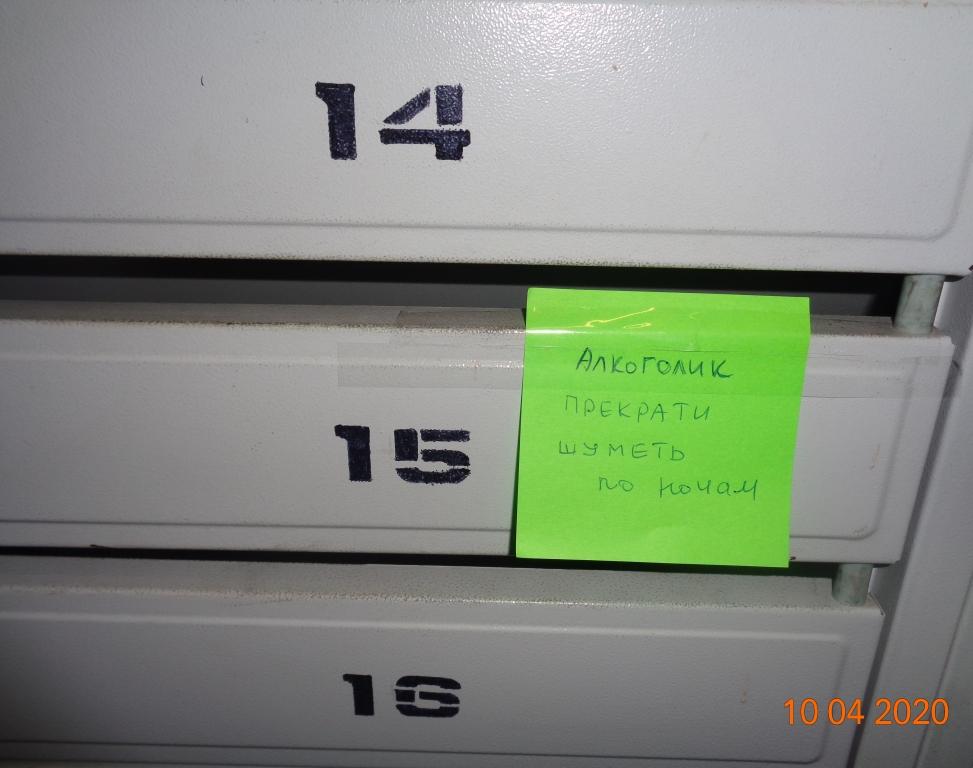 14
15
Алкоголик
ПРЕКРАТИ
ШУМЕТЬ
по ночам
16
10 04 2020